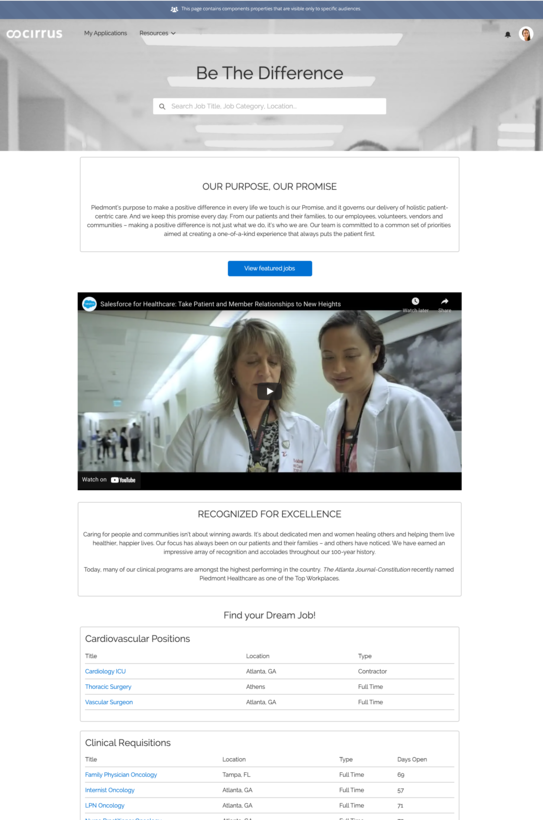 This page contains components properties that are visible only to specific audiences.
cirrus
My Applications
Resources
Be The Difference
Search Job Title, Job Category, Location...
OUR PURPOSE, OUR PROMISE
Piedmont's purpose to make a positive difference in every life we touch is our Promise, and it governs our delivery of holistic patient-
centric care. And we keep this promise every day. From our patients and their families, to our employees, volunteers, vendors and
communities – making a positive difference is not just what we do, it's who we are. Our team is committed to a common set of priorities
aimed at creating a one-of-a-kind experience that always puts the patient first.
View featured jobs
Salesforce for Healthcare: Take Patient and Member Relationships to New Heights
Watch later
Share
Watch on YouTube
RECOGNIZED FOR EXCELLENCE
Caring for people and communities isn't about winning awards. It's about dedicated men and women healing others and helping them live
healthier, happier lives. Our focus has always been on our patients and their families – and others have noticed. We have earned an
impressive array of recognition and accolades throughout our 100-year history.
Today, many of our clinical programs are amongst the highest performing in the country. The Atlanta Journal-Constitution recently named
Piedmont Healthcare as one of the Top Workplaces.
Find your Dream Job!
Cardiovascular Positions
Title Location Type
Cardiology ICU Atlanta, GA Contractor
Thoracic Surgery Athens Full Time
Vascular Surgeon Atlanta, GA Full Time
Clinical Requisitions
Title Location Type Days Open
Family Physician Oncology Tampa, FL Full Time 69
Internist Oncology Atlanta, GA Full Time 57
LPN Oncology Atlanta, GA Full Time 71